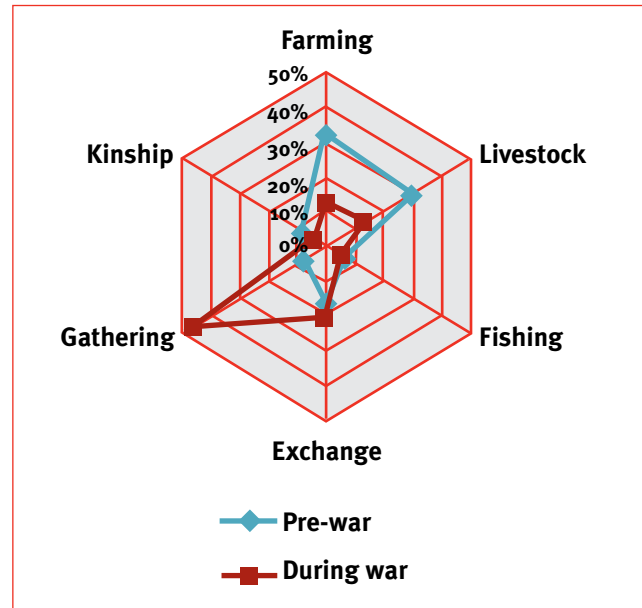 Farming
50%
40%
Kinship
Livestock
30%
20%
10%
0%
Gathering
Fishing
Exchange
Pre-war
During war